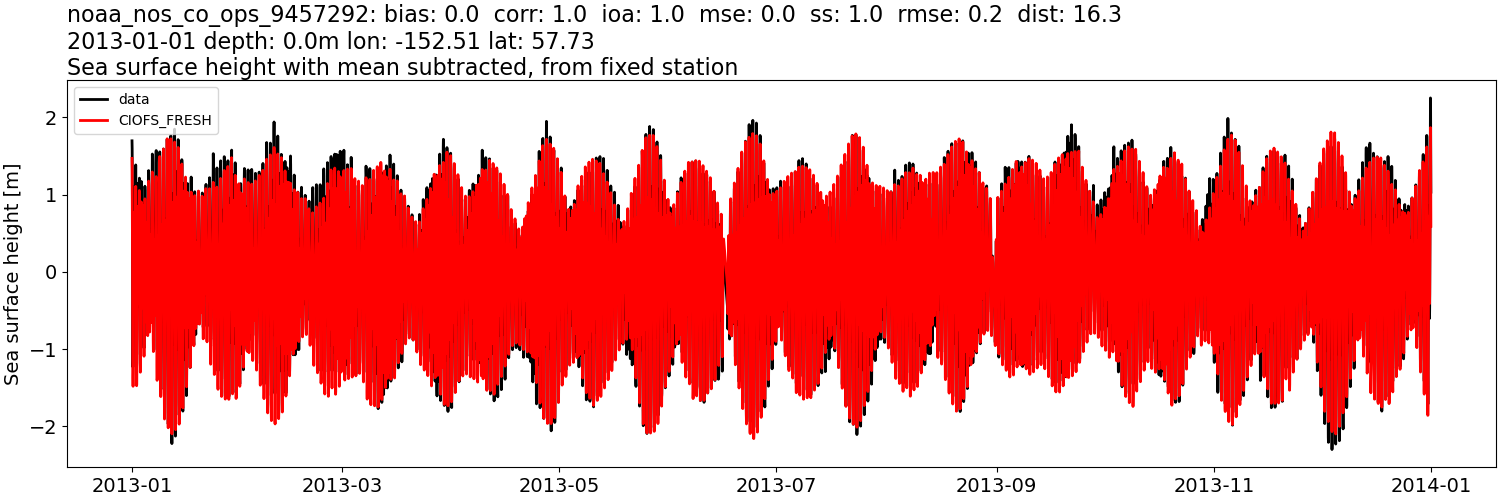 noaa_nos_co_ops_9457292: bias: 0.0  corr: 1.0  ioa: 1.0  mse: 0.0  ss: 1.0  rmse: 0.2  dist: 16.3
2013-01-01 depth: 0.0m lon: -152.51 lat: 57.73
Sea surface height with mean subtracted, from fixed station
data
CIOFS_FRESH
Sea surface height [m]
2
1
0
−1
−2
2013-01
2013-03
2013-05
2013-07
2013-09
2013-11
2014-01